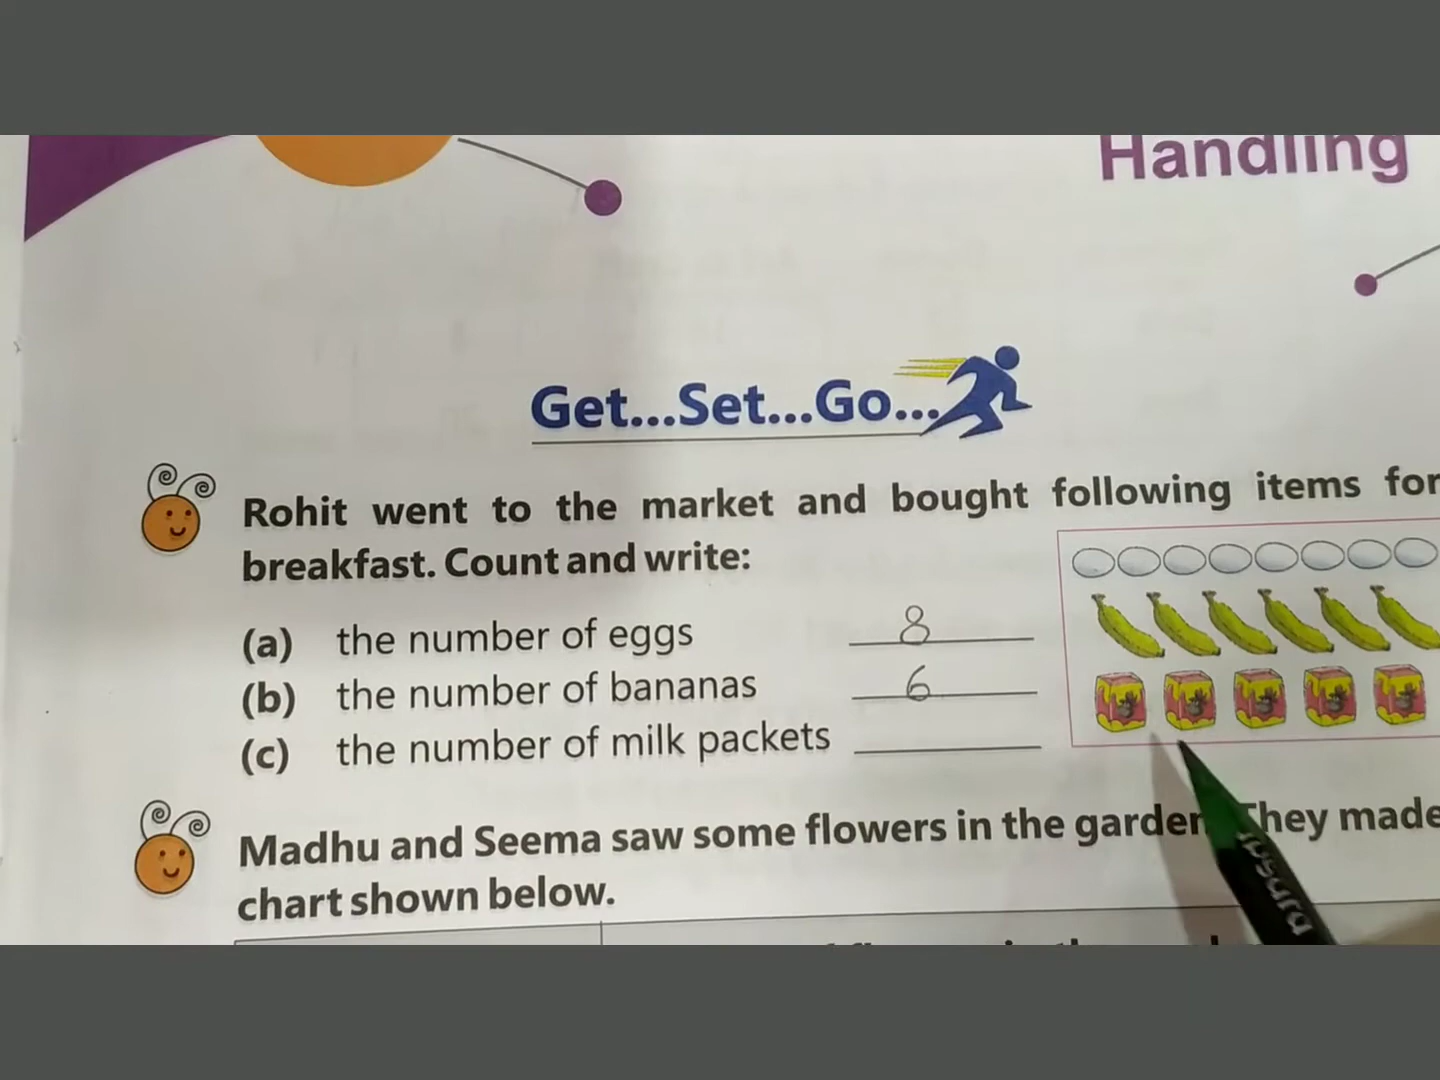 Handling
Get...Set...Go...
Rohit went to the market and bought following items for
breakfast. Count and write:
(a) the number of eggs 8
(b) the number of bananas 6
(c) the number of milk packets
Madhu and Seema saw some flowers in the garden. They made
chart shown below.
apsara